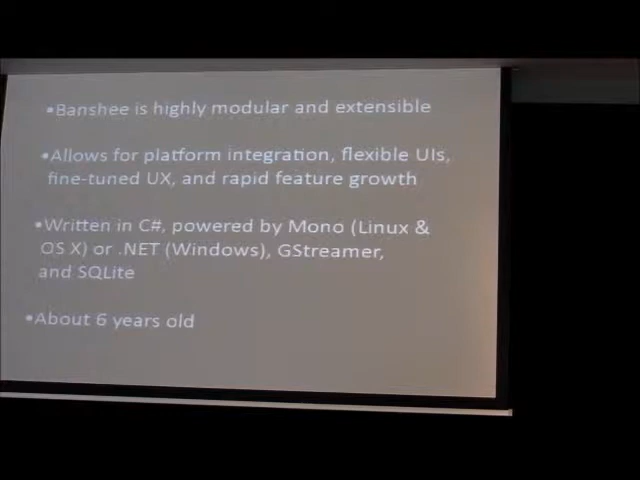 •Banshee is highly modular and extensible
•Allows for platform integration, flexible UIs,
fine-tuned UX, and rapid feature growth
•Written in C#, powered by Mono (Linux &
OS X) or .NET (Windows), GStreamer,
and SQLite
•About 6 years old